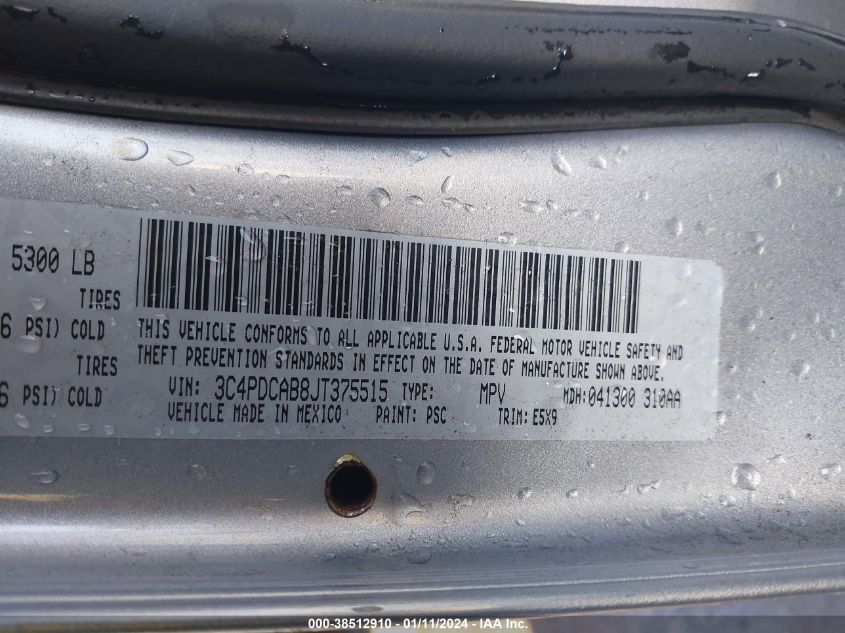 5300 LB
TIRES
6 PSI) COLD
TIRES
6 PSI) COLD
THIS VEHICLE CONFORMS TO ALL APPLICABLE U.S.A. FEDERAL MOTOR VEHICLE SAFETY AND
THEFT PREVENTION STANDARDS IN EFFECT ON THE DATE OF MANUFACTURE SHOWN ABOVE.
VIN: 3C4PDCAB8JT375515 TYPE: MPV MDH:041300 310AA
VEHICLE MADE IN MEXICO PAINT: PSC TRIM: E5X9
000-38512910 - 01/11/2024 - IAA Inc.